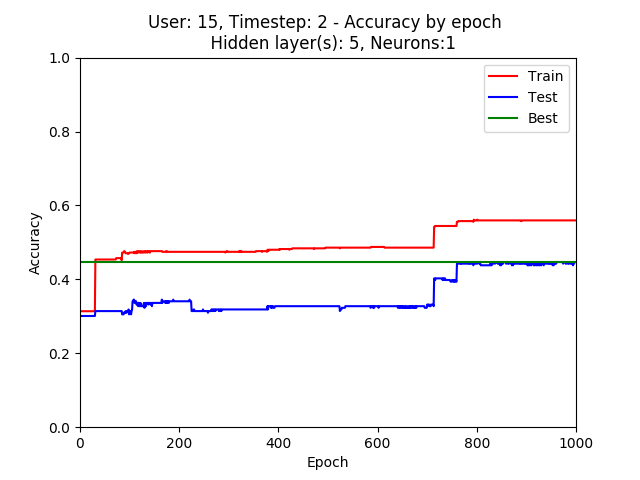 User: 15, Timestep: 2 - Accuracy by epoch
Hidden layer(s): 5, Neurons:1
Train
Test
Best
Accuracy
1.0
0.8
0.6
0.4
0.2
0.0
0 200 400 600 800 1000
Epoch